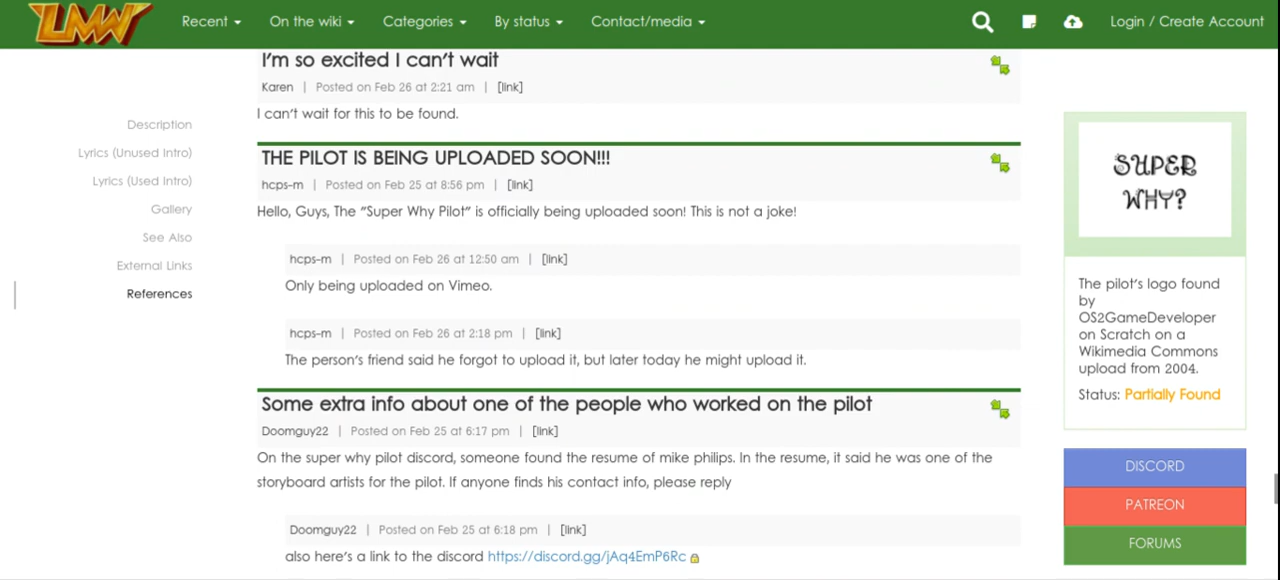 LMW Recent On the wiki Categories By status Contact/media Login / Create Account
I'm so excited I can't wait
Karen | Posted on Feb 26 at 2:21 am | [link]
I can't wait for this to be found.
Description
Lyrics (Unused Intro)
Lyrics (Used Intro)
Gallery
See Also
External Links
References
THE PILOT IS BEING UPLOADED SOON!!!
hcps-m | Posted on Feb 25 at 8:56 pm | [link]
Hello, Guys, The "Super Why Pilot" is officially being uploaded soon! This is not a joke!
hcps-m | Posted on Feb 26 at 12:50 am | [link]
Only being uploaded on Vimeo.
hcps-m | Posted on Feb 26 at 2:18 pm | [link]
The person's friend said he forgot to upload it, but later today he might upload it.
Some extra info about one of the people who worked on the pilot
Doomguy22 | Posted on Feb 25 at 6:17 pm | [link]
On the super why pilot discord, someone found the resume of mike philips. In the resume, it said he was one of the
storyboard artists for the pilot. If anyone finds his contact info, please reply
Doomguy22 | Posted on Feb 25 at 6:18 pm | [link]
also here's a link to the discord https://discord.gg/jAq4EmP6Rc
SUPER
WHY?
The pilot's logo found
by
OS2GameDeveloper
on Scratch on a
Wikimedia Commons
upload from 2004.
Status: Partially Found
DISCORD
PATREON
FORUMS